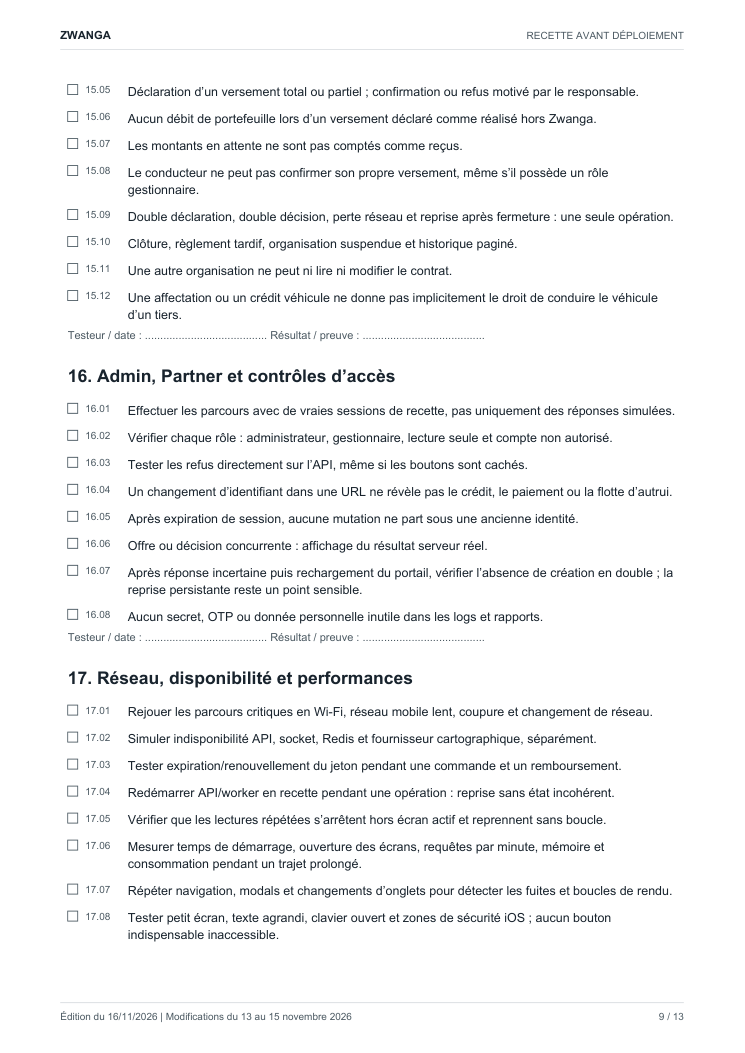 ZWANGA
RECETTE AVANT DÉPLOIEMENT
15.05 Déclaration d’un versement total ou partiel ; confirmation ou refus motivé par le responsable.
15.06 Aucun débit de portefeuille lors d’un versement déclaré comme réalisé hors Zwanga.
15.07 Les montants en attente ne sont pas comptés comme reçus.
15.08 Le conducteur ne peut pas confirmer son propre versement, même s’il possède un rôle
gestionnaire.
15.09 Double déclaration, double décision, perte réseau et reprise après fermeture : une seule opération.
15.10 Clôture, règlement tardif, organisation suspendue et historique paginé.
15.11 Une autre organisation ne peut ni lire ni modifier le contrat.
15.12 Une affectation ou un crédit véhicule ne donne pas implicitement le droit de conduire le véhicule
d’un tiers.
Testeur / date : ........................................ Résultat / preuve : ........................................
16. Admin, Partner et contrôles d’accès
16.01 Effectuer les parcours avec de vraies sessions de recette, pas uniquement des réponses simulées.
16.02 Vérifier chaque rôle : administrateur, gestionnaire, lecture seule et compte non autorisé.
16.03 Tester les refus directement sur l’API, même si les boutons sont cachés.
16.04 Un changement d’identifiant dans une URL ne révèle pas le crédit, le paiement ou la flotte d’autrui.
16.05 Après expiration de session, aucune mutation ne part sous une ancienne identité.
16.06 Offre ou décision concurrente : affichage du résultat serveur réel.
16.07 Après réponse incertaine puis rechargement du portail, vérifier l’absence de création en double ; la
reprise persistante reste un point sensible.
16.08 Aucun secret, OTP ou donnée personnelle inutile dans les logs et rapports.
Testeur / date : ........................................ Résultat / preuve : ........................................
17. Réseau, disponibilité et performances
17.01 Rejouer les parcours critiques en Wi-Fi, réseau mobile lent, coupure et changement de réseau.
17.02 Simuler indisponibilité API, socket, Redis et fournisseur cartographique, séparément.
17.03 Tester expiration/renouvellement du jeton pendant une commande et un remboursement.
17.04 Redémarrer API/worker en recette pendant une opération : reprise sans état incohérent.
17.05 Vérifier que les lectures répétées s’arrêtent hors écran actif et reprennent sans boucle.
17.06 Mesurer temps de démarrage, ouverture des écrans, requêtes par minute, mémoire et
consommation pendant un trajet prolongé.
17.07 Répéter navigation, modals et changements d’onglets pour détecter les fuites et boucles de rendu.
17.08 Tester petit écran, texte agrandi, clavier ouvert et zones de sécurité iOS ; aucun bouton
indispensable inaccessible.
Édition du 16/11/2026 | Modifications du 13 au 15 novembre 2026
9 / 13